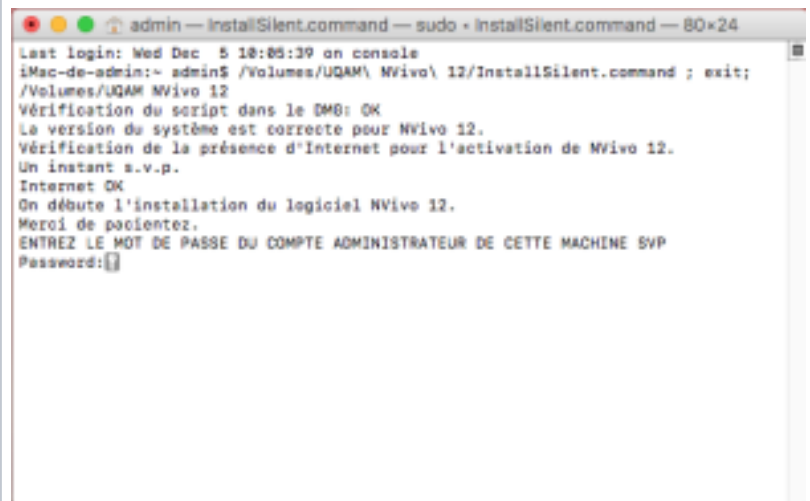 admin — InstallSilent.command — sudo • InstallSilent.command — 80×24
Last login: Wed Dec  5 10:05:39 on console
iMac-de-admin:~ admin$ /Volumes/UQAM\ NVivo\ 12/InstallSilent.command ; exit;
/Volumes/UQAM NVivo 12
Vérification du script dans le DMG: OK
La version du système est correcte pour NVivo 12.
Vérification de la présence d'Internet pour l'activation de NVivo 12.
Un instant s.v.p.
Internet OK
On débute l'installation du logiciel NVivo 12.
Merci de pacientez.
ENTREZ LE MOT DE PASSE DU COMPTE ADMINISTRATEUR DE CETTE MACHINE SVP
Password: